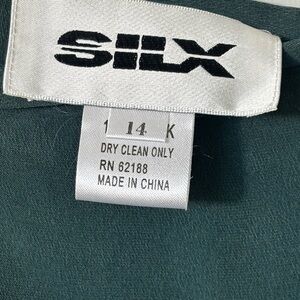 SILX
14 K
DRY CLEAN ONLY
RN 62188
MADE IN CHINA